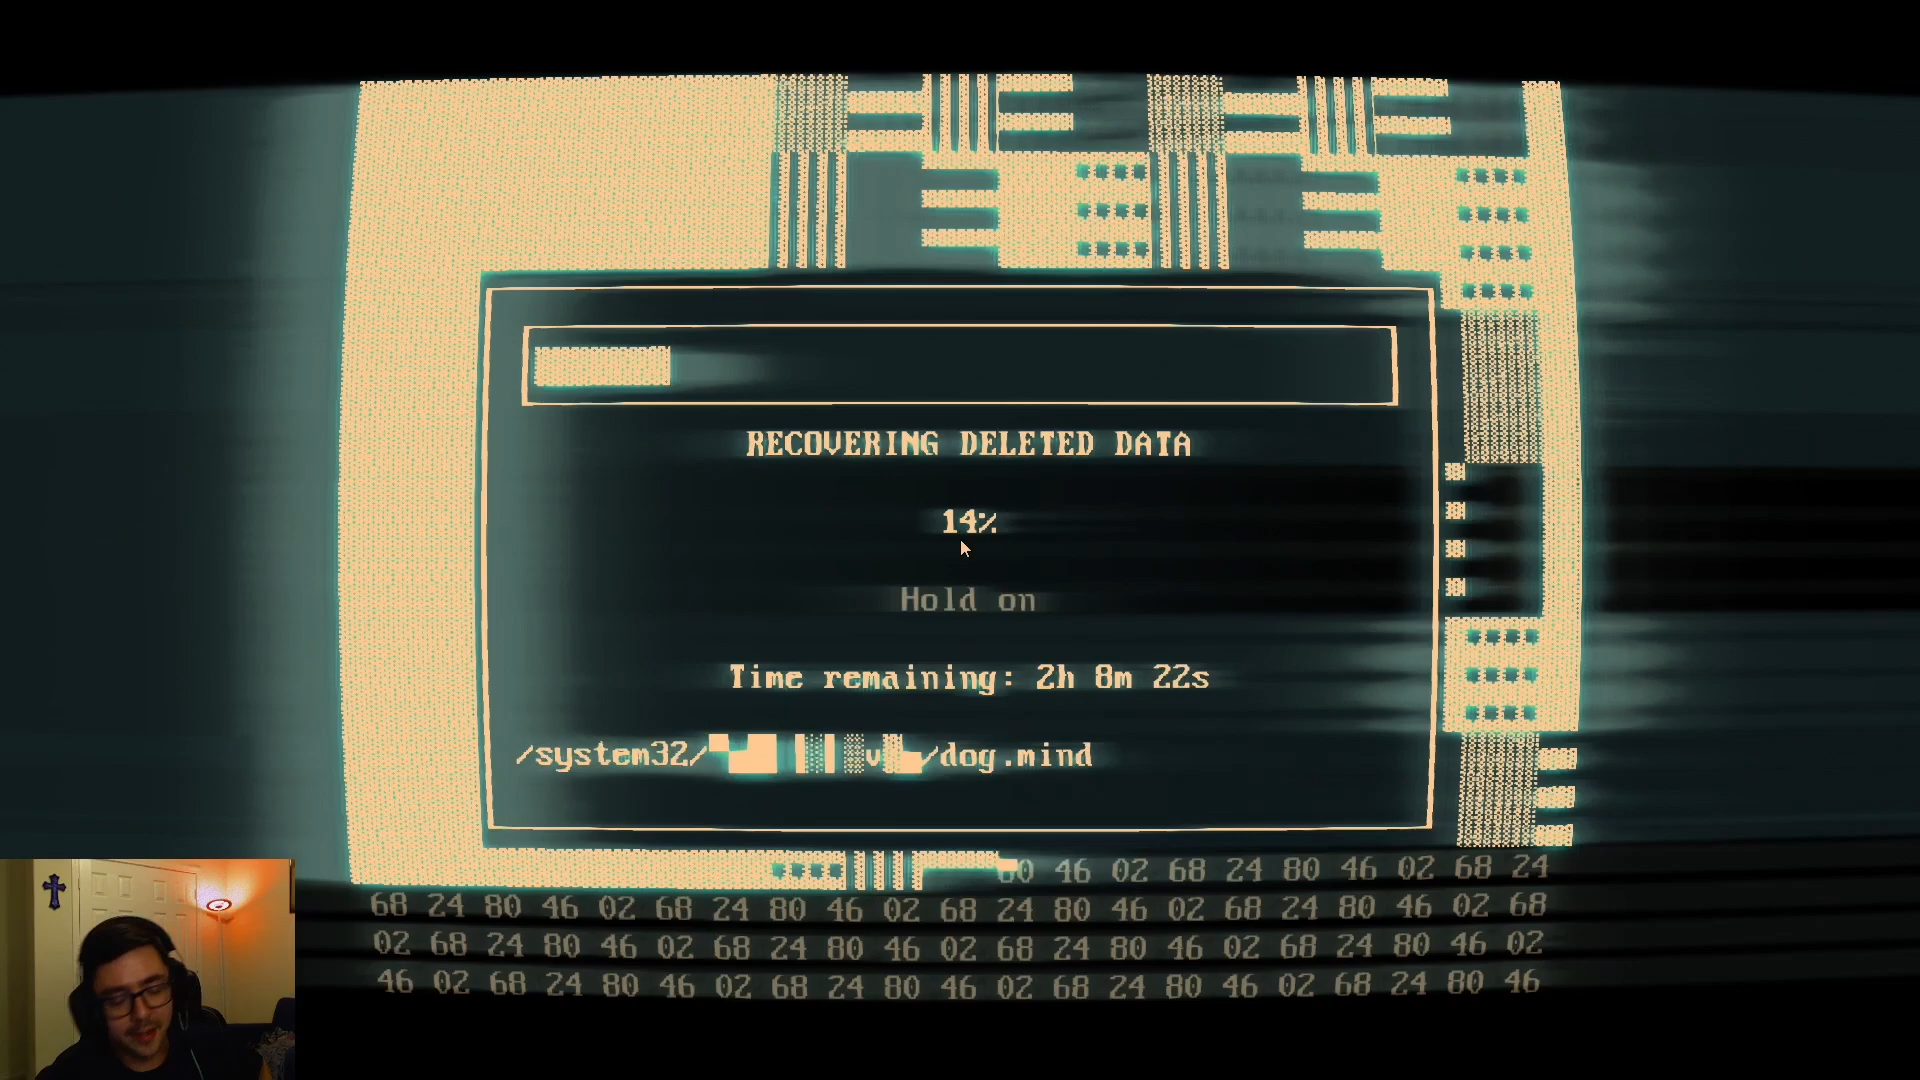 RECOVERING DELETED DATA
14%
Hold on
Time remaining: 2h 8m 22s
/system32/ v /dog.mind
80 46 02 68 24 80 46 02 68 24
68 24 80 46 02 68 24 80 46 02 68 24 80 46 02 68 24 80 46 02 68
02 68 24 80 46 02 68 24 80 46 02 68 24 80 46 02 68 24 80 46 02
46 02 68 24 80 46 02 68 24 80 46 02 68 24 80 46 02 68 24 80 46